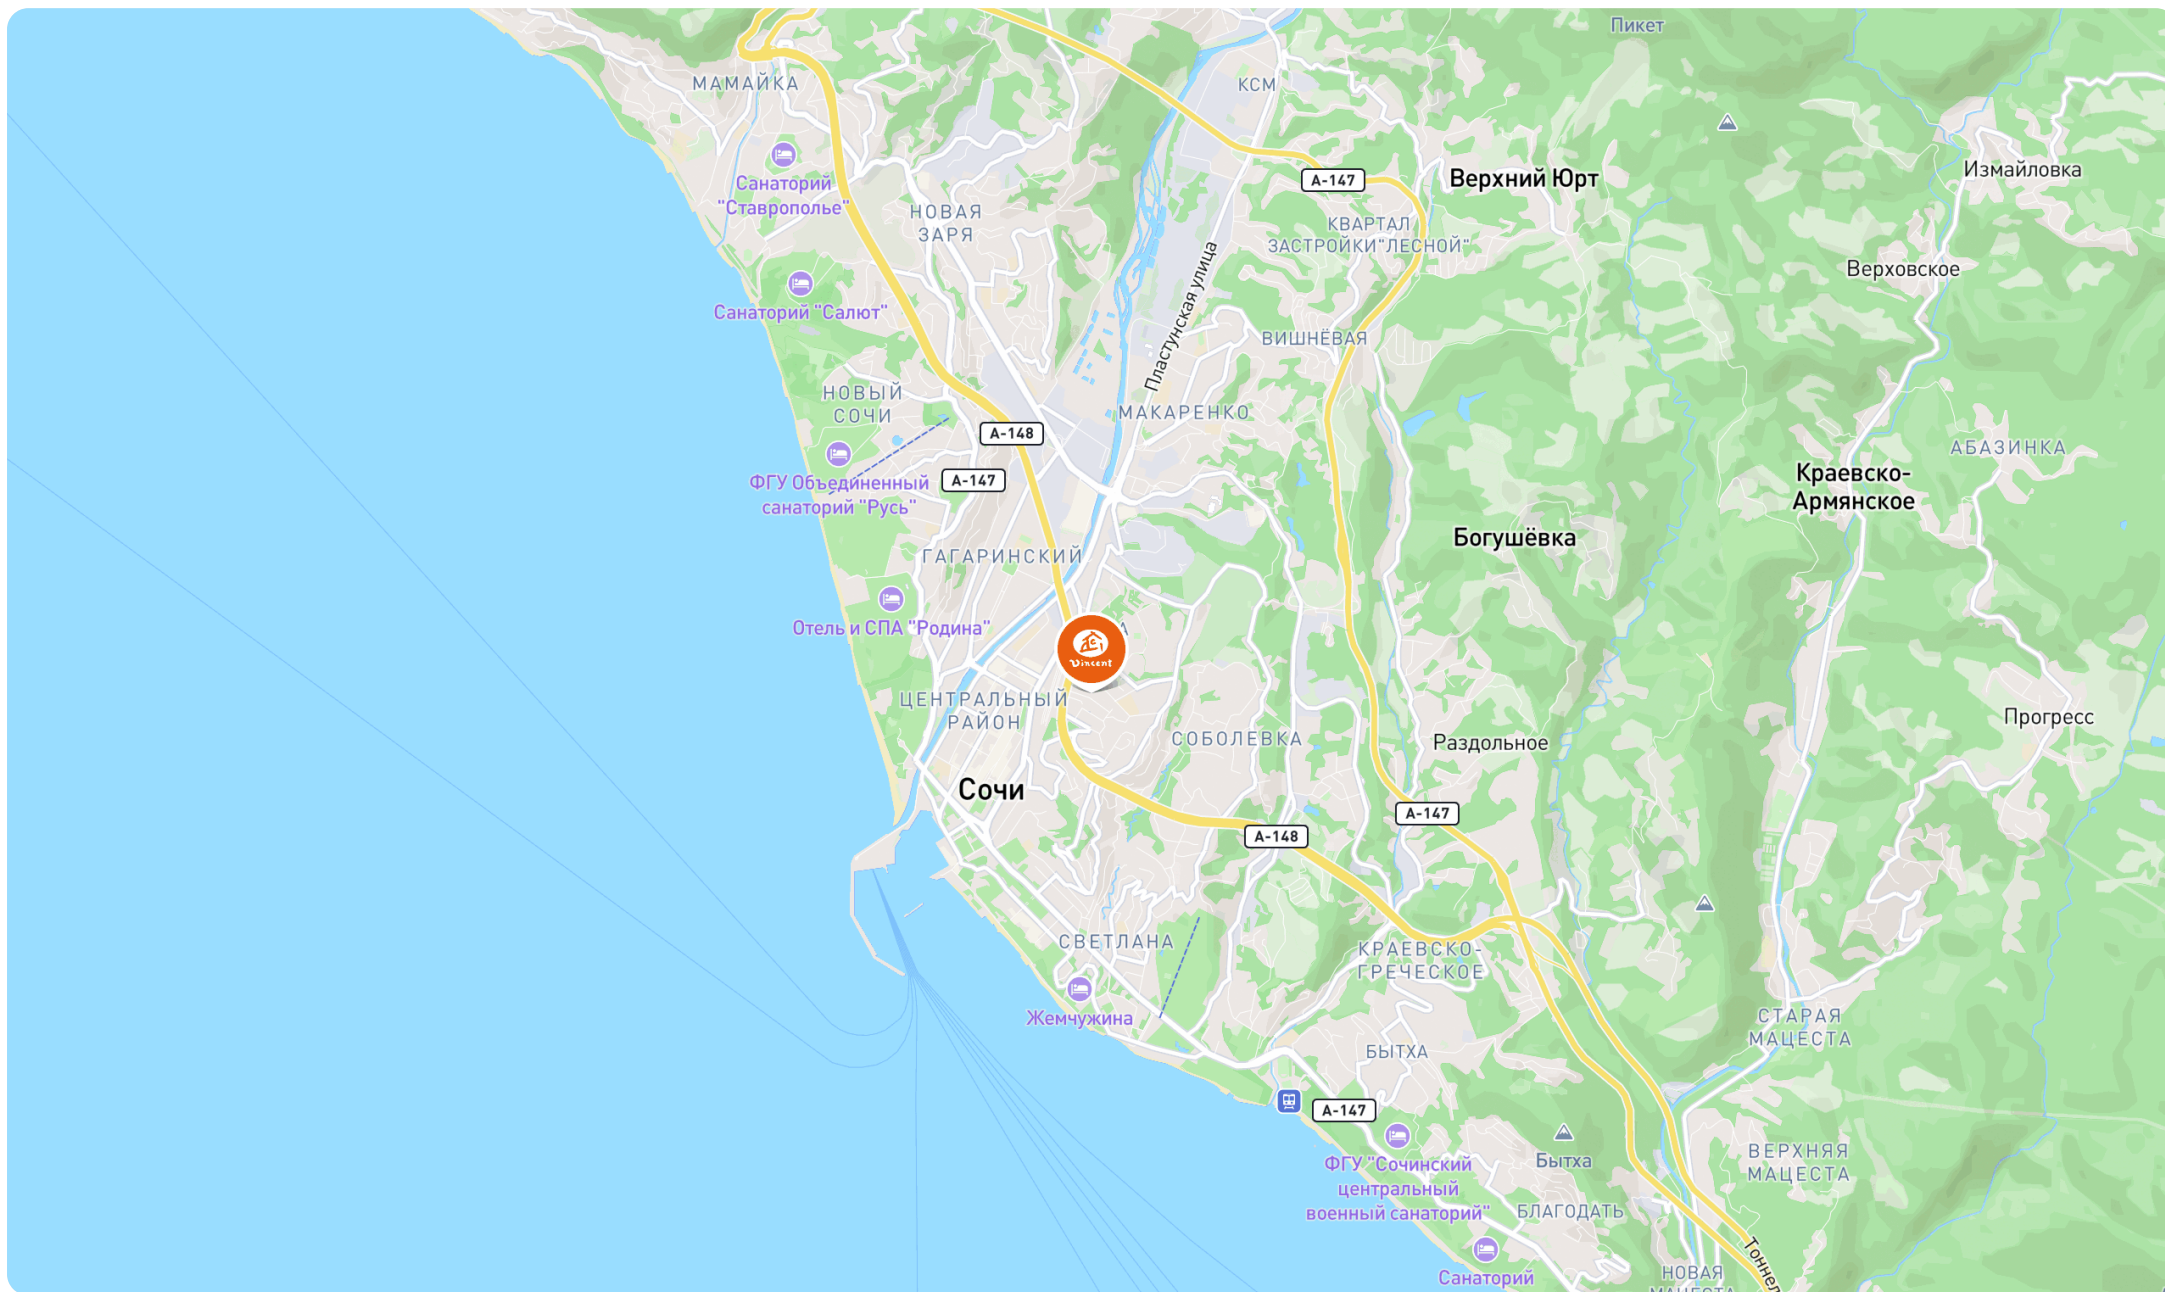 Пикет
МАМАЙКА
КСМ
Санаторий
"Ставрополье"
А-147
Верхний Юрт
Измайловка
НОВАЯ
ЗАРЯ
КВАРТАЛ
ЗАСТРОЙКИ"ЛЕСНОЙ"
Верховское
Санаторий "Салют"
Пластунская улица
ВИШНЁВАЯ
НОВЫЙ
СОЧИ
МАКАРЕНКО
А-148
АБАЗИНКА
А-147
ФГУ Объединенный
санаторий "Русь"
Краевско-
Армянское
Богушёвка
ГАГАРИНСКИЙ
Отель и СПА "Родина"
Vincent
ЦЕНТРАЛЬНЫЙ
РАЙОН
СОБОЛЕВКА
Раздольное
Прогресс
Сочи
А-147
А-148
СВЕТЛАНА
КРАЕВСКО-
ГРЕЧЕСКОЕ
Жемчужина
СТАРАЯ
МАЦЕСТА
БЫТХА
А-147
ФГУ "Сочинский
центральный
военный санаторий"
Бытха
ВЕРХНЯЯ
МАЦЕСТА
БЛАГОДАТЬ
Санаторий
НОВАЯ
МАЦЕСТА
Тоннел